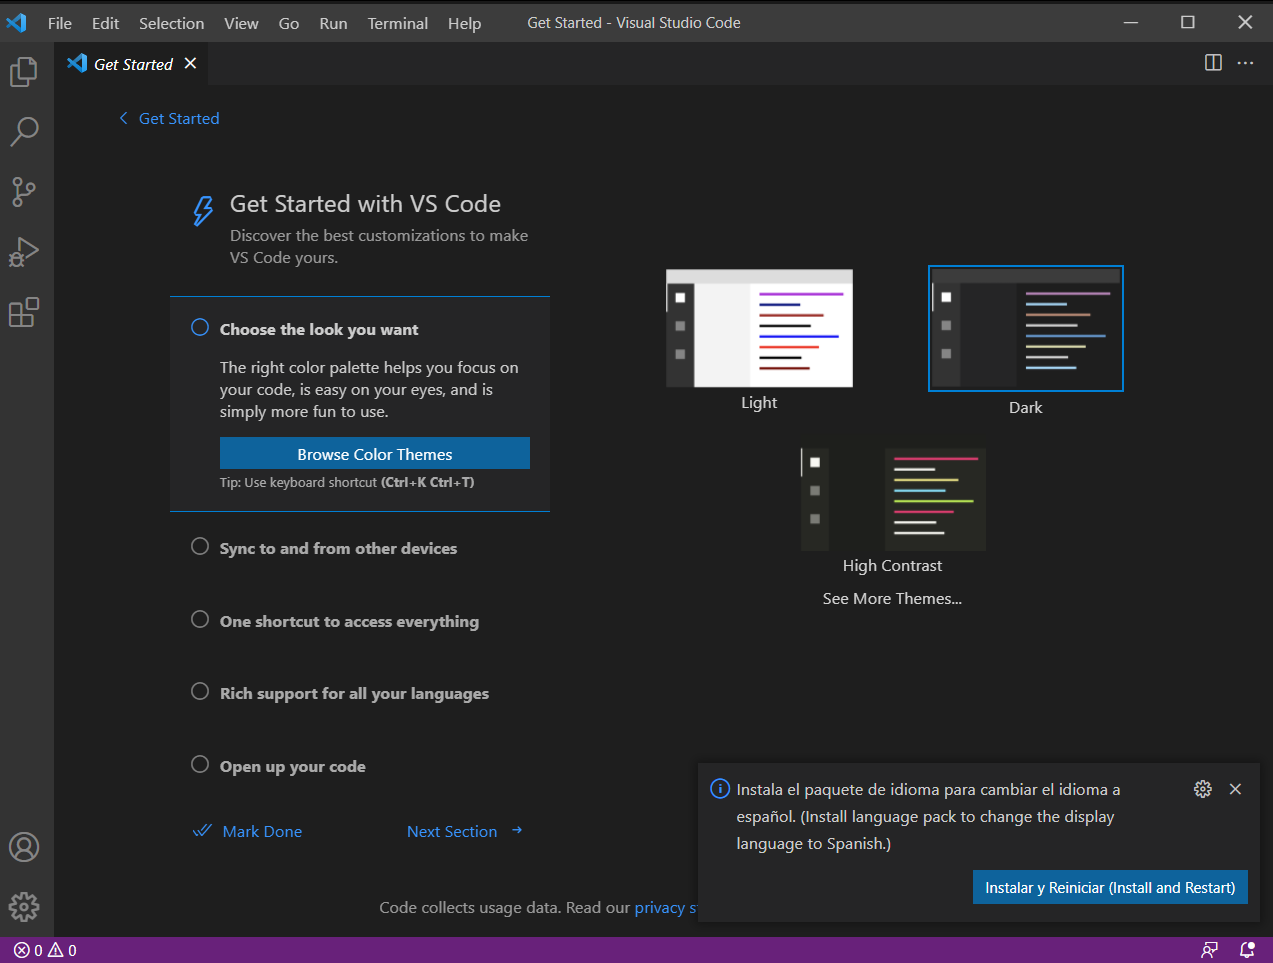 File Edit Selection View Go Run Terminal Help Get Started - Visual Studio Code
Get Started
Get Started
Get Started with VS Code
Discover the best customizations to make
VS Code yours.
Choose the look you want
The right color palette helps you focus on
your code, is easy on your eyes, and is
simply more fun to use.
Browse Color Themes
Tip: Use keyboard shortcut (Ctrl+K Ctrl+T)
Sync to and from other devices
One shortcut to access everything
Rich support for all your languages
Open up your code
Mark Done Next Section
Light
Dark
High Contrast
See More Themes...
Code collects usage data. Read our privacy
Instala el paquete de idioma para cambiar el idioma a
español. (Install language pack to change the display
language to Spanish.)
Instalar y Reiniciar (Install and Restart)
0 0